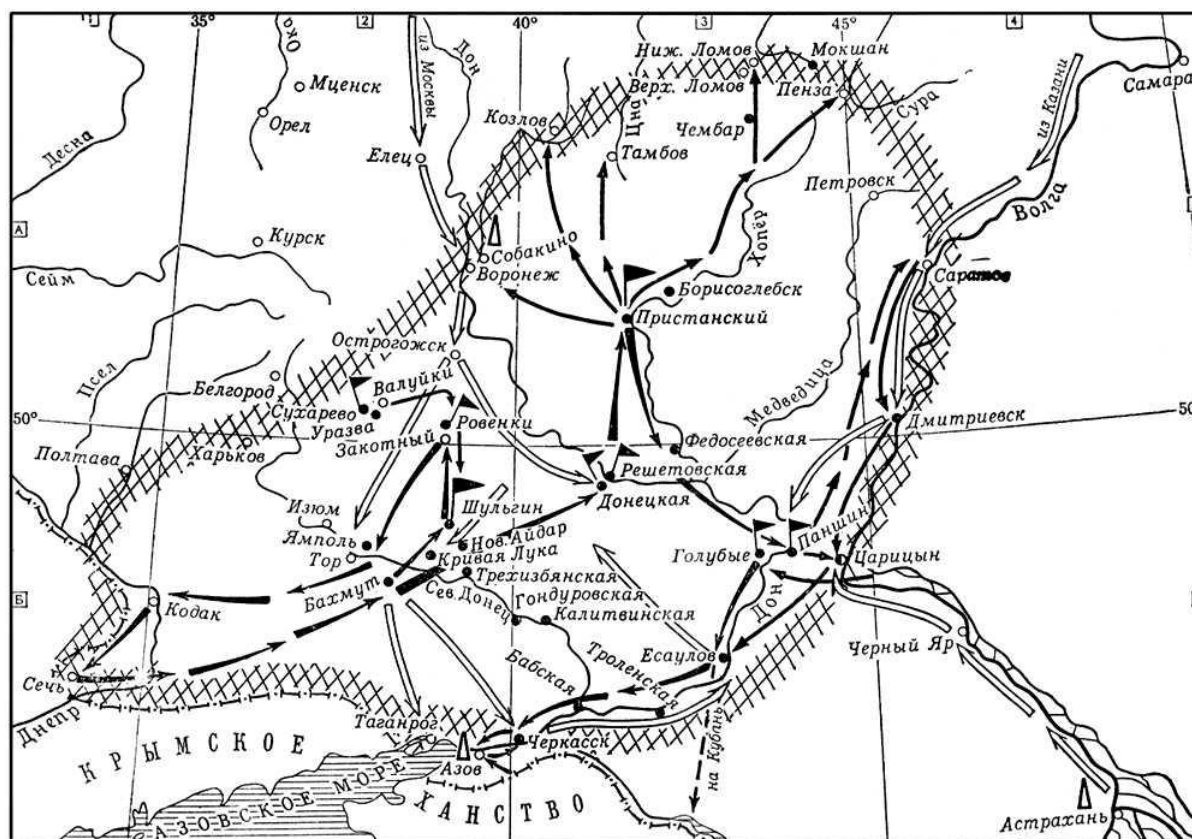 1
35°
2
40°
3
45°
4
Ока
из Москвы
Дон
Ниж. Ломов
Мокшан
Самара
Мценск
Верх. Ломов
Пенза
Сура
из Казани
Орел
Козлов
Цна
Чембар
Десна
Елец
Тамбов
Петровск
Волга
А
Курск
Собакино
Хопёр
Сейм
Воронеж
Саратов
Борисоглебск
Пристанский
Острогожск
Псел
Белгород
Валуйки
Медведица
50°
Сухарево
Уразва
Ровенки
Дмитриевск
50
Закотный
Федосеевская
Полтава
Харьков
Решетовская
Донецкая
Изюм
Шульгин
Ямполь
Нов. Айдар
Голубые
Паншин
Царицын
Тор
Кривая Лука
Трехизбянская
Б
Бахмут
Сев. Донец
Гондуровская
Дон
Кодак
Калитвинская
Черный Яр
Есаулов
Сечь
Бабская
Троленская
Днепр
Таганрог
на Кубань
Черкасск
КРЫМСКОЕ
Азов
АЗОВСКОЕ МОРЕ
ХАНСТВО
Астрахань